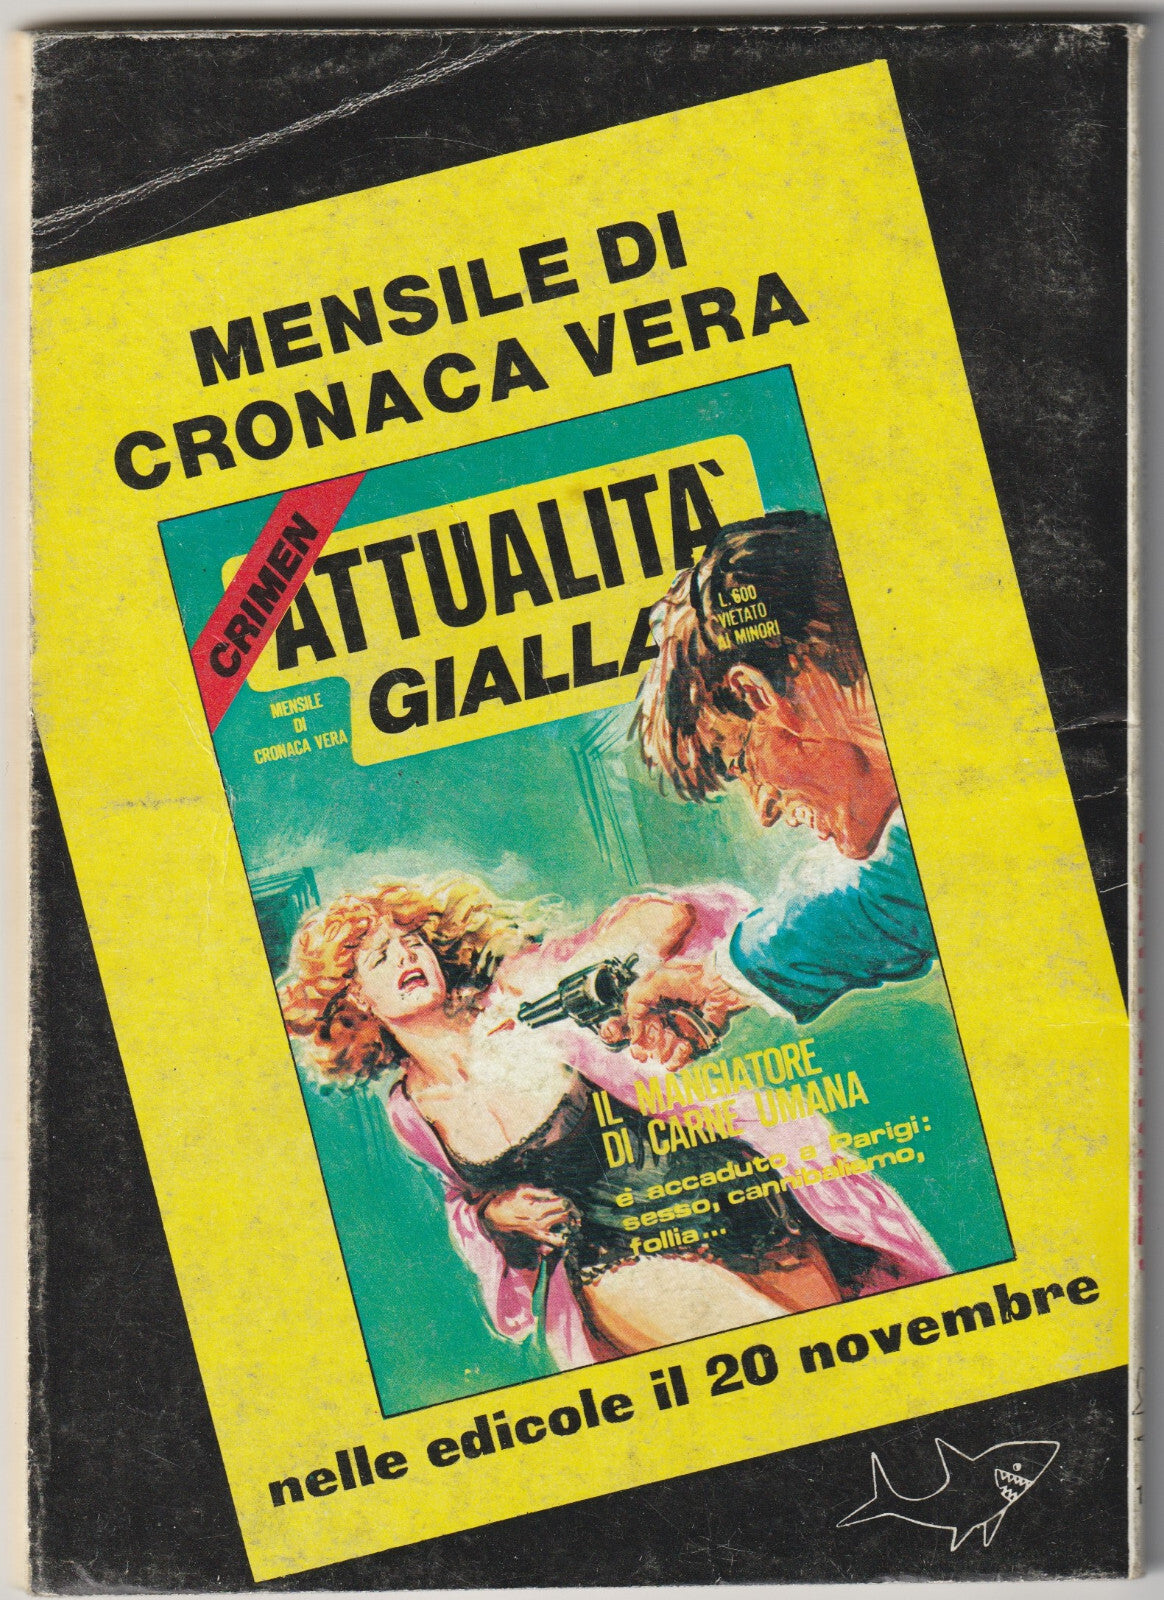 MENSILE DI
CRONACA VERA
CRIMEN
ATTUALITÀ
GIALLA
L. 600
VIETATO
AI MINORI
MENSILE
DI
CRONACA VERA
IL MANGIATORE
DI CARNE UMANA
è accaduto a Parigi:
sesso, cannibalismo,
follia...
nelle edicole il 20 novembre